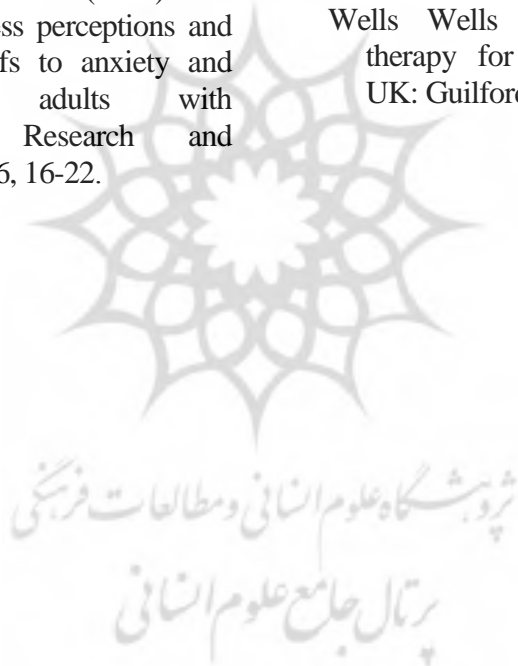 ess perceptions and
fs to anxiety and
adults with
Research and
6, 16-22.
Wells Wells
therapy for
UK: Guilford
پژوهشگاه علوم انسانی و مطالعات فرهنگی
پرتال جامع علوم انسانی